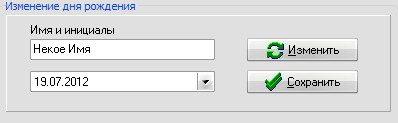 Изменение дня рождения
Имя и инициалы
Некое Имя
Изменить
19.07.2012
Сохранить